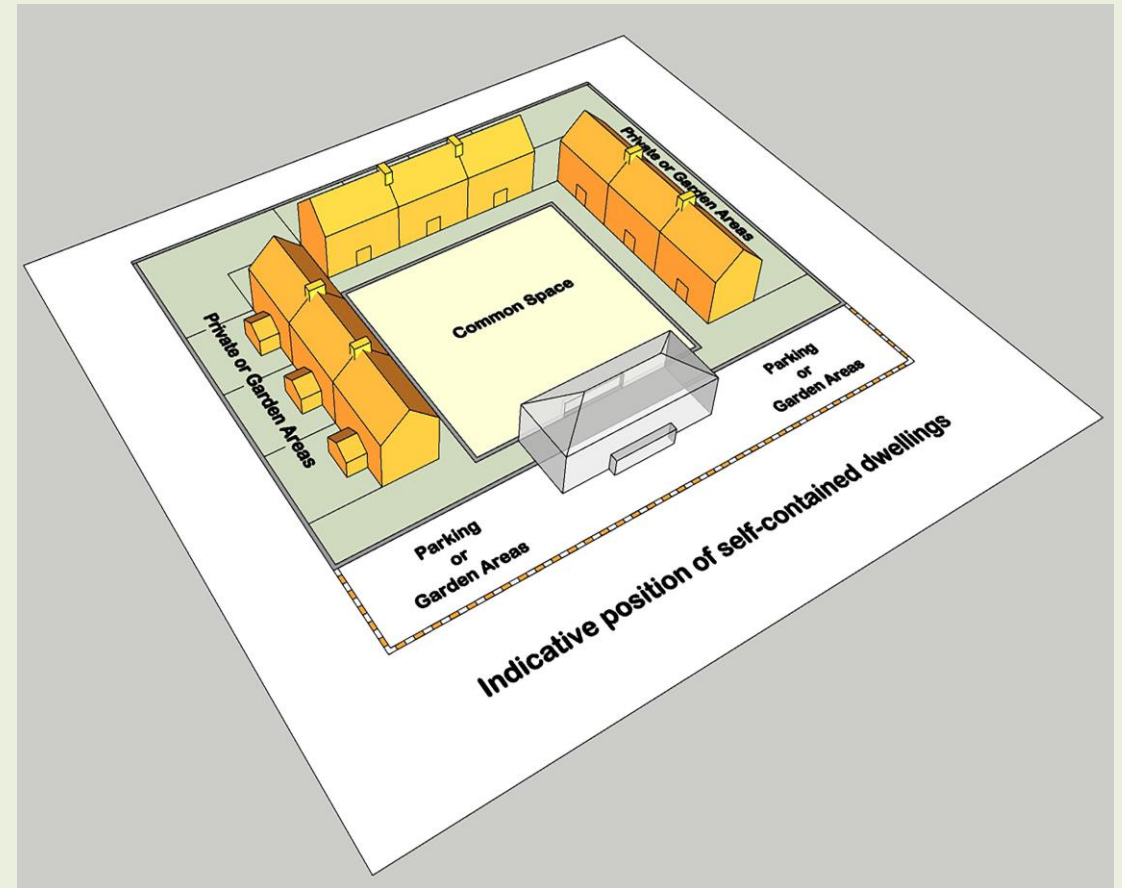 Private or Garden Areas
Common Space
Private or Garden Areas
Parking
or
Garden Areas
Parking
or
Garden Areas
Indicative position of self-contained dwellings